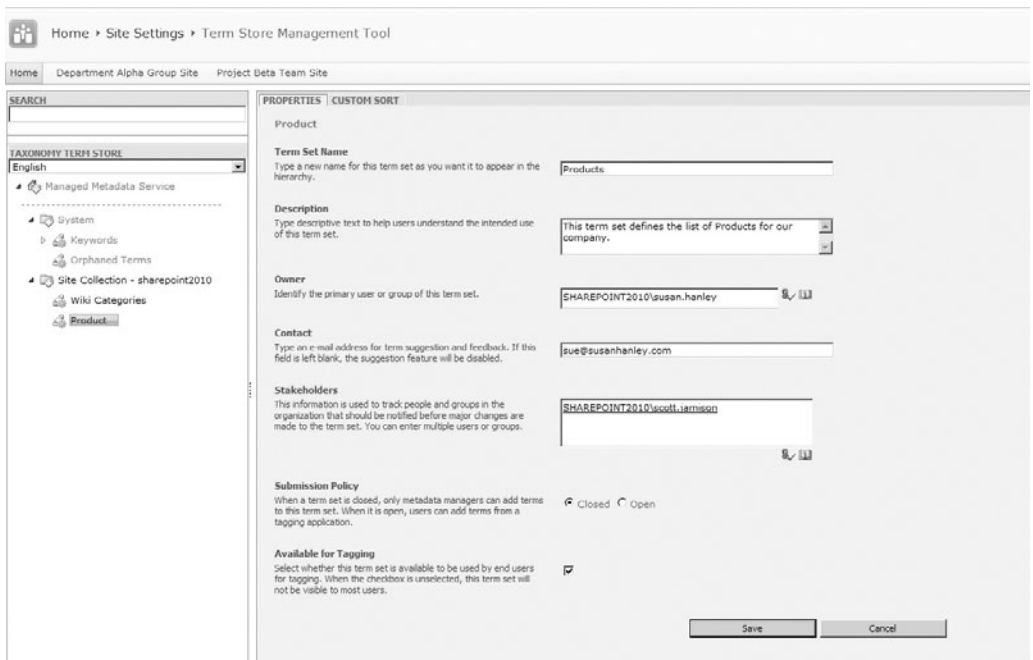 Home ▸ Site Settings ▸ Term Store Management Tool
Home Department Alpha Group Site Project Beta Team Site
SEARCH
TAXONOMY TERM STORE
English
Managed Metadata Service
System
Keywords
Orphaned Terms
Site Collection - sharepoint2010
Wiki Categories
Product
PROPERTIES CUSTOM SORT
Product
Term Set Name
Type a new name for this term set as you want it to appear in the
hierarchy.
Products
Description
Type descriptive text to help users understand the intended use
of this term set.
This term set defines the list of Products for our
company.
Owner
Identify the primary user or group of this term set.
SHAREPOINT2010\susan.hanley
Contact
Type an e-mail address for term suggestion and feedback. If this
field is left blank, the suggestion feature will be disabled.
sue@susanhanley.com
Stakeholders
This information is used to track people and groups in the
organization that should be notified before major changes are
made to the term set. You can enter multiple users or groups.
SHAREPOINT2010\scott.jamison
Submission Policy
When a term set is closed, only metadata managers can add terms
to this term set. When it is open, users can add terms from a
tagging application.
Closed Open
Available for Tagging
Select whether this term set is available to be used by end users
for tagging. When the checkbox is unselected, this term set will
not be visible to most users.
Save Cancel